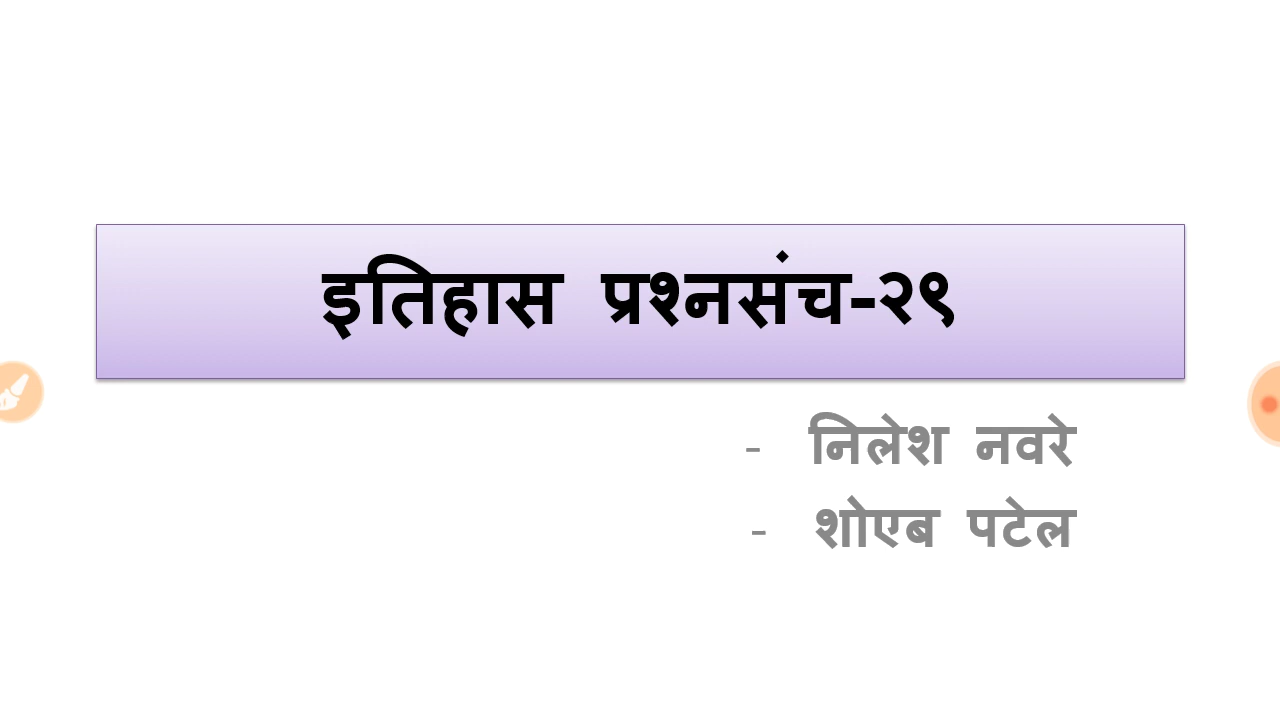 इतिहास प्रश्नसंच-२९
- निलेश नवरे
- शोएब पटेल